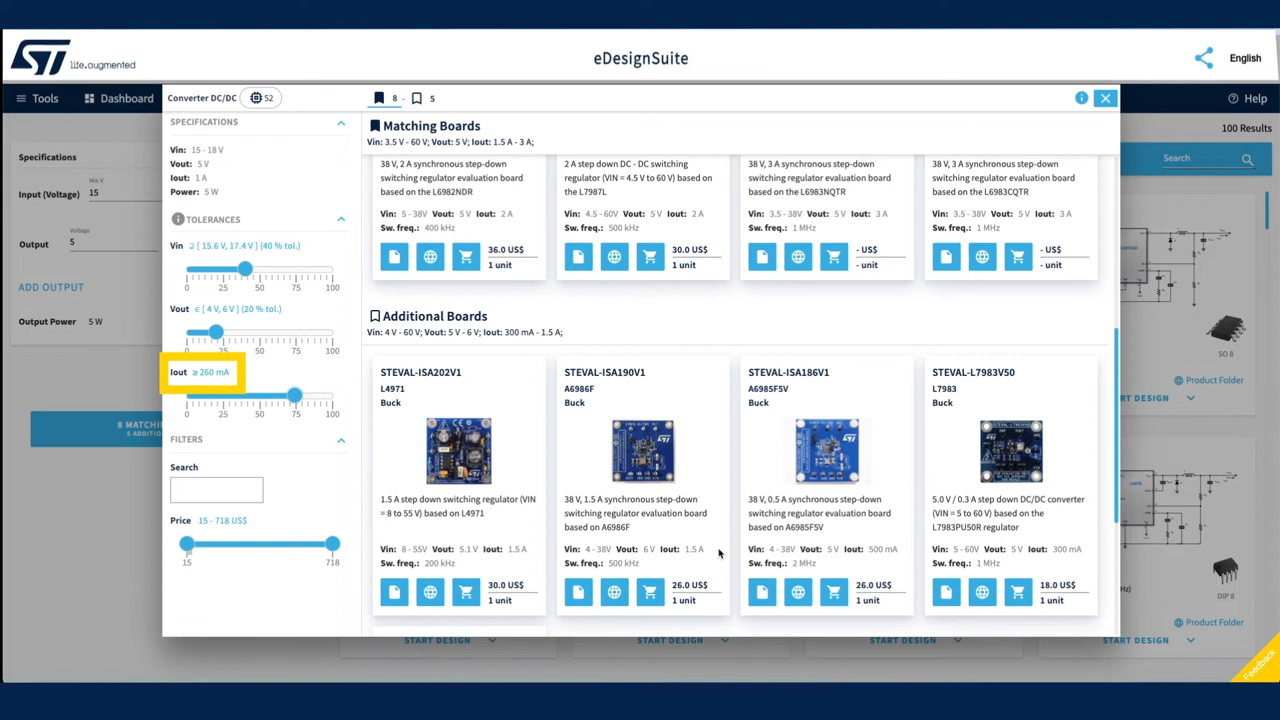 ST life.augmented
eDesignSuite
English
Tools
Dashboard
Converter DC/DC
52
8 - 5
Help
100 Results
Specifications
Input (Voltage)
Min V
15
Output
Voltage
5
ADD OUTPUT
Output Power
5 W
8 MATCHIN
5 ADDITIO
SPECIFICATIONS
Vin: 15 - 18 V
Vout: 5 V
Iout: 1 A
Power: 5 W
TOLERANCES
Vin ⊇ [ 15.6 V, 17.4 V ] (40 % tol.)
0 25 50 75 100
Vout ∈ [ 4 V, 6 V ] (20 % tol.)
0 25 50 75 100
Iout ≥ 260 mA
0 25 50 75 100
FILTERS
Search
Price 15 - 718 US$
15 718
Matching Boards
Vin: 3.5 V - 60 V; Vout: 5 V; Iout: 1.5 A - 3 A;
38 V, 2 A synchronous step-down
switching regulator evaluation board
based on the L6982NDR
Vin: 5 - 38V Vout: 5 V Iout: 2 A
Sw. freq.: 400 kHz
36.0 US$
1 unit
2 A step down DC - DC switching
regulator (VIN = 4.5 V to 60 V) based on
the L7987L
Vin: 4.5 - 60V Vout: 5 V Iout: 2 A
Sw. freq.: 500 kHz
30.0 US$
1 unit
38 V, 3 A synchronous step-down
switching regulator evaluation board
based on the L6983NQTR
Vin: 3.5 - 38V Vout: 5 V Iout: 3 A
Sw. freq.: 1 MHz
- US$
- unit
38 V, 3 A synchronous step-down
switching regulator evaluation board
based on the L6983CQTR
Vin: 3.5 - 38V Vout: 5 V Iout: 3 A
Sw. freq.: 1 MHz
- US$
- unit
Additional Boards
Vin: 4 V - 60 V; Vout: 5 V - 6 V; Iout: 300 mA - 1.5 A;
STEVAL-ISA202V1
L4971
Buck
1.5 A step down switching regulator (VIN
= 8 to 55 V) based on L4971
Vin: 8 - 55V Vout: 5.1 V Iout: 1.5 A
Sw. freq.: 200 kHz
30.0 US$
1 unit
STEVAL-ISA190V1
A6986F
Buck
38 V, 1.5 A synchronous step-down
switching regulator evaluation board
based on A6986F
Vin: 4 - 38V Vout: 6 V Iout: 1.5 A
Sw. freq.: 500 kHz
26.0 US$
1 unit
STEVAL-ISA186V1
A6985F5V
Buck
38 V, 0.5 A synchronous step-down
switching regulator evaluation board
based on A6985F5V
Vin: 4 - 38V Vout: 5 V Iout: 500 mA
Sw. freq.: 2 MHz
26.0 US$
1 unit
STEVAL-L7983V50
L7983
Buck
5.0 V / 0.3 A step down DC/DC converter
(VIN = 5 to 60 V) based on the
L7983PU50R regulator
Vin: 5 - 60V Vout: 5 V Iout: 300 mA
Sw. freq.: 1 MHz
18.0 US$
1 unit
Search
SO 8
Product Folder
RT DESIGN
DIP 8
Product Folder
START DESIGN
START DESIGN
START DESIGN
START DESIGN
Feedback